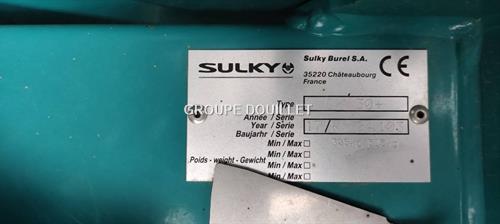 SULKY
Sulky Burel S.A.
35220 Châteaubourg
France
CE
GROUPE DOUILLET
Type
Année / Serie
Year / Serie
Baujarhr / Serie
Min / Max
Min / Max
Poids - weight - Gewicht
Min / Max
Min / Max